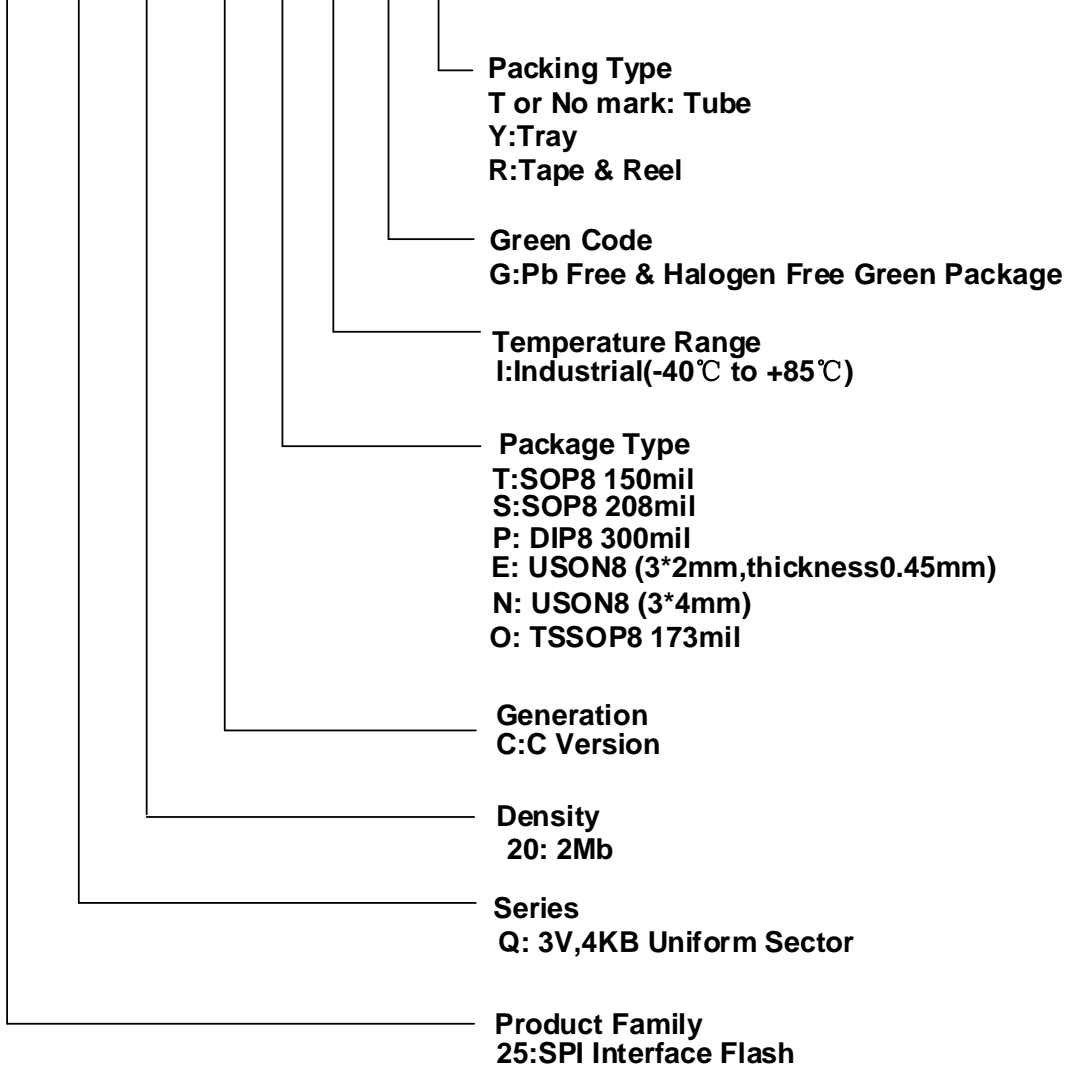 Packing Type
T or No mark: Tube
Y:Tray
R:Tape & Reel
Green Code
G:Pb Free & Halogen Free Green Package
Temperature Range
I:Industrial(-40℃ to +85℃)
Package Type
T:SOP8 150mil
S:SOP8 208mil
P: DIP8 300mil
E: USON8 (3*2mm,thickness0.45mm)
N: USON8 (3*4mm)
O: TSSOP8 173mil
Generation
C:C Version
Density
20: 2Mb
Series
Q: 3V,4KB Uniform Sector
Product Family
25:SPI Interface Flash